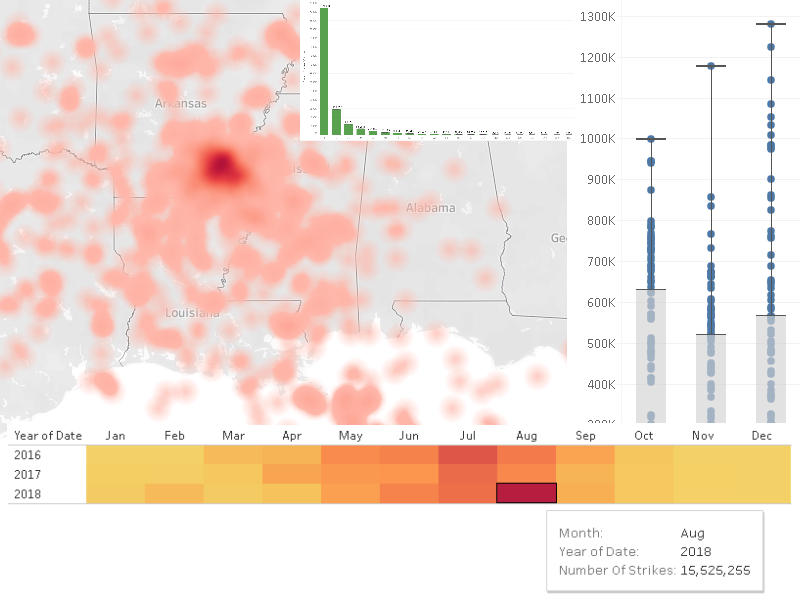 Arkansas
Alabama
Louisiana
1300K
1200K
1100K
1000K
900K
800K
700K
600K
500K
400K
Oct Nov Dec
Year of Date Jan Feb Mar Apr May Jun Jul Aug Sep
2016
2017
2018
Month: Aug
Year of Date: 2018
Number Of Strikes: 15,525,255